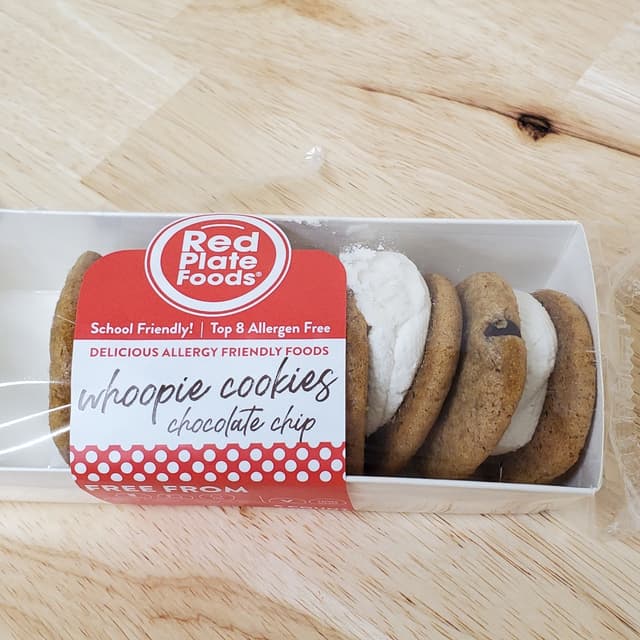 Red
Plate
Foods®
School Friendly! | Top 8 Allergen Free
DELICIOUS ALLERGY FRIENDLY FOODS
whoopie cookies
chocolate chip
FREE FROM